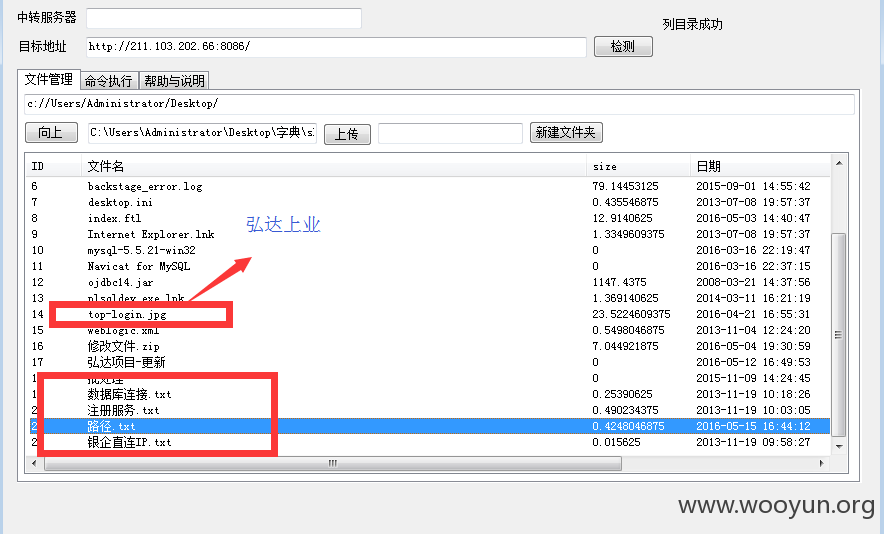 中转服务器
列目录成功
目标地址 http://211.103.202.66:8086/ 检测
文件管理 命令执行 帮助与说明
c://Users/Administrator/Desktop/
向上 C:\Users\Administrator\Desktop\字典\s 上传 新建文件夹
ID 文件名 size 日期
6 backstage_error.log 79.14453125 2015-09-01 14:55:42
7 desktop.ini 0.435546875 2013-07-08 19:57:37
8 index.ftl 12.9140625 2016-05-03 14:40:47
弘达上业
9 Internet Explorer.lnk 1.3349609375 2013-07-08 19:57:37
10 mysql-5.5.21-win32 0 2016-03-16 22:19:47
11 Navicat for MySQL 0 2016-03-16 22:37:15
12 ojdbc14.jar 1147.4375 2008-03-21 14:37:56
13 plsqldev.exe.lnk 1.369140625 2014-03-11 16:21:19
14 top-login.jpg 23.5224609375 2016-04-21 16:55:31
15 weblogic.xml 0.5498046875 2013-11-04 12:24:20
16 修改文件.zip 7.044921875 2016-05-04 19:30:59
17 弘达项目-更新 0 2016-05-12 16:49:53
批处理 0 2015-11-09 14:24:45
数据库连接.txt 0.25390625 2013-11-19 10:18:26
注册服务.txt 0.490234375 2013-11-19 10:03:05
路径.txt 0.4248046875 2016-05-15 16:44:12
银企直连IP.txt 0.015625 2013-11-19 09:58:27
www.wooyun.org